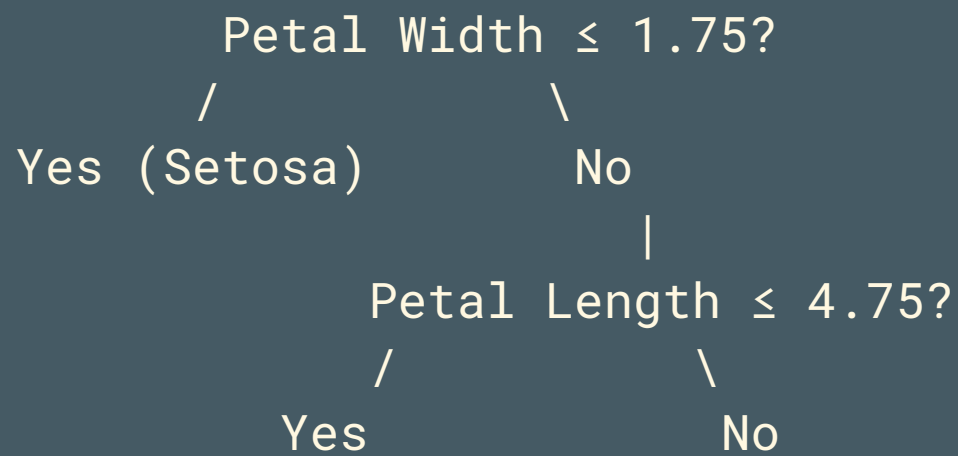 Petal Width ≤ 1.75?
/ \
Yes (Setosa) No
|
Petal Length ≤ 4.75?
/ \
Yes No